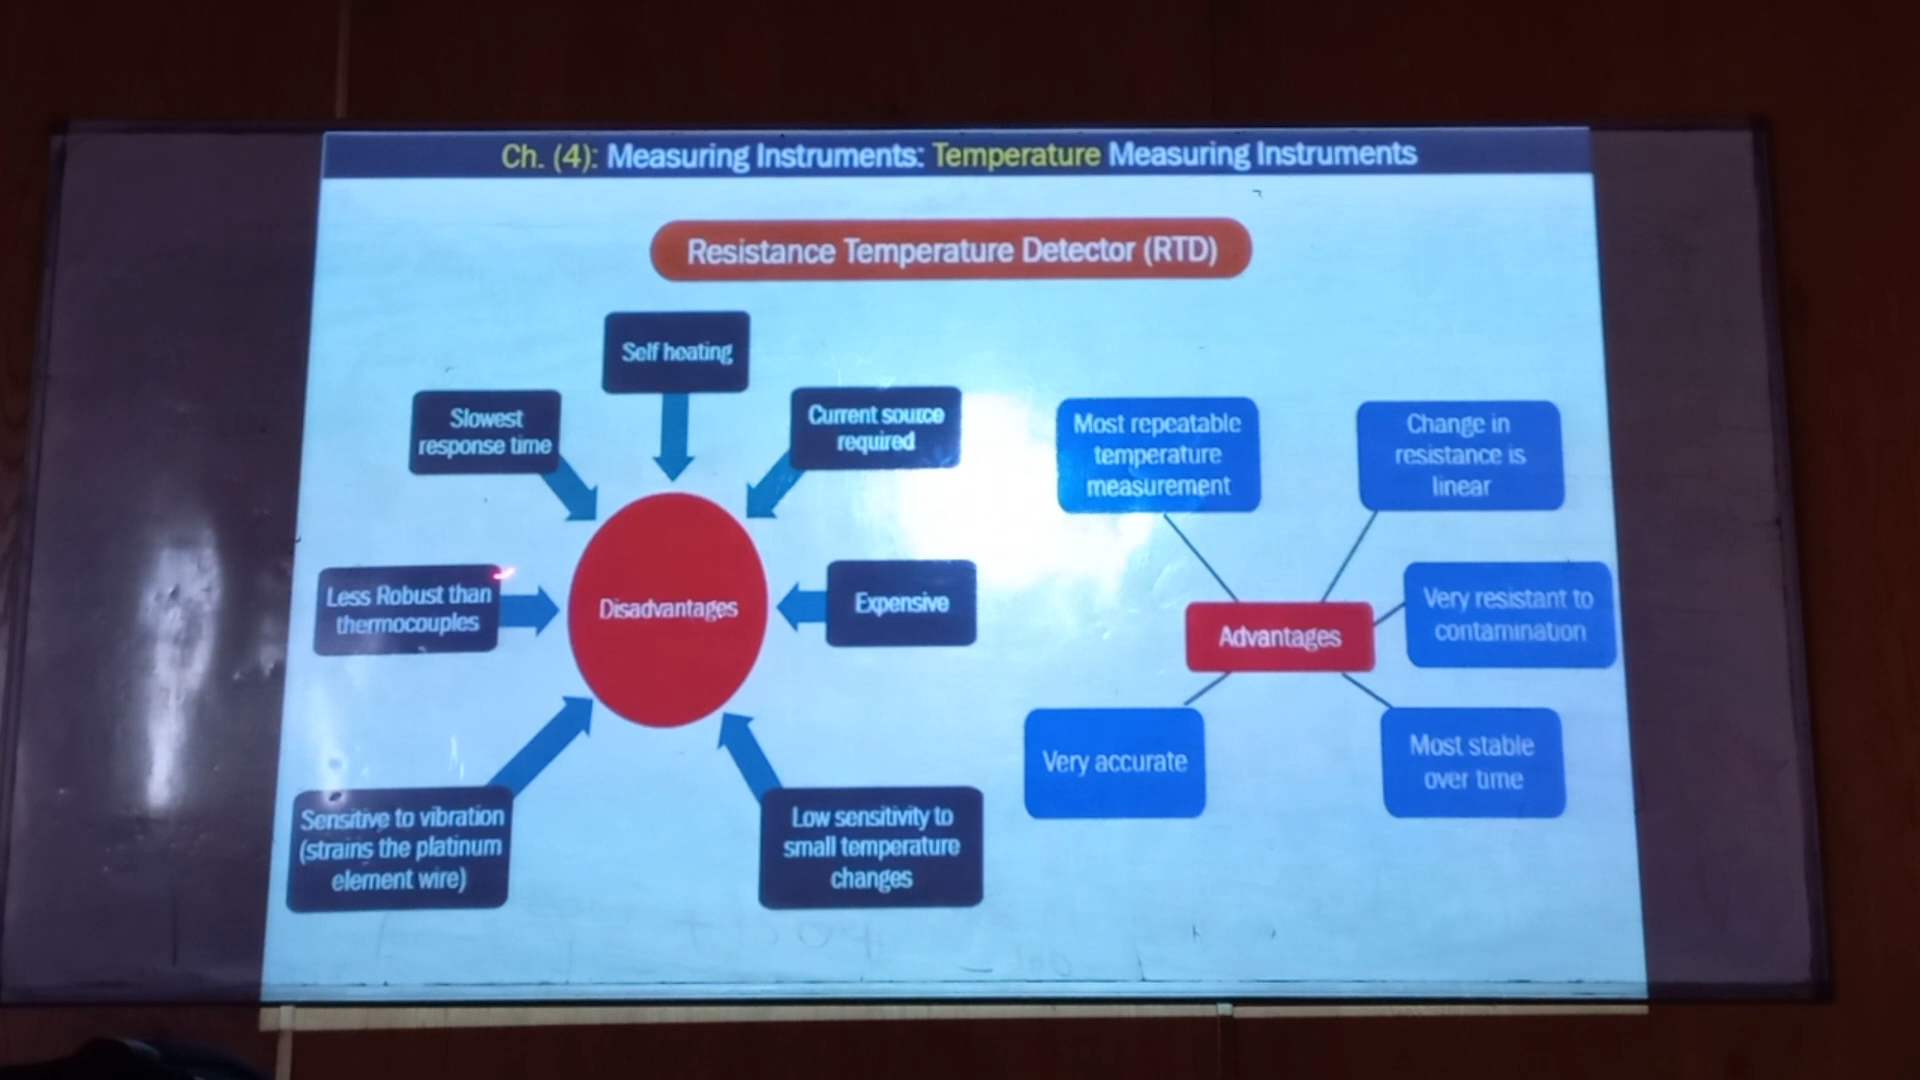 Ch. (4): Measuring Instruments: Temperature Measuring Instruments
Resistance Temperature Detector (RTD)
Self heating
Slowest
response time
Current source
required
Less Robust than
thermocouples
Disadvantages
Expensive
Sensitive to vibration
(strains the platinum
element wire)
Low sensitivity to
small temperature
changes
Most repeatable
temperature
measurement
Change in
resistance is
linear
Advantages
Very resistant to
contamination
Very accurate
Most stable
over time